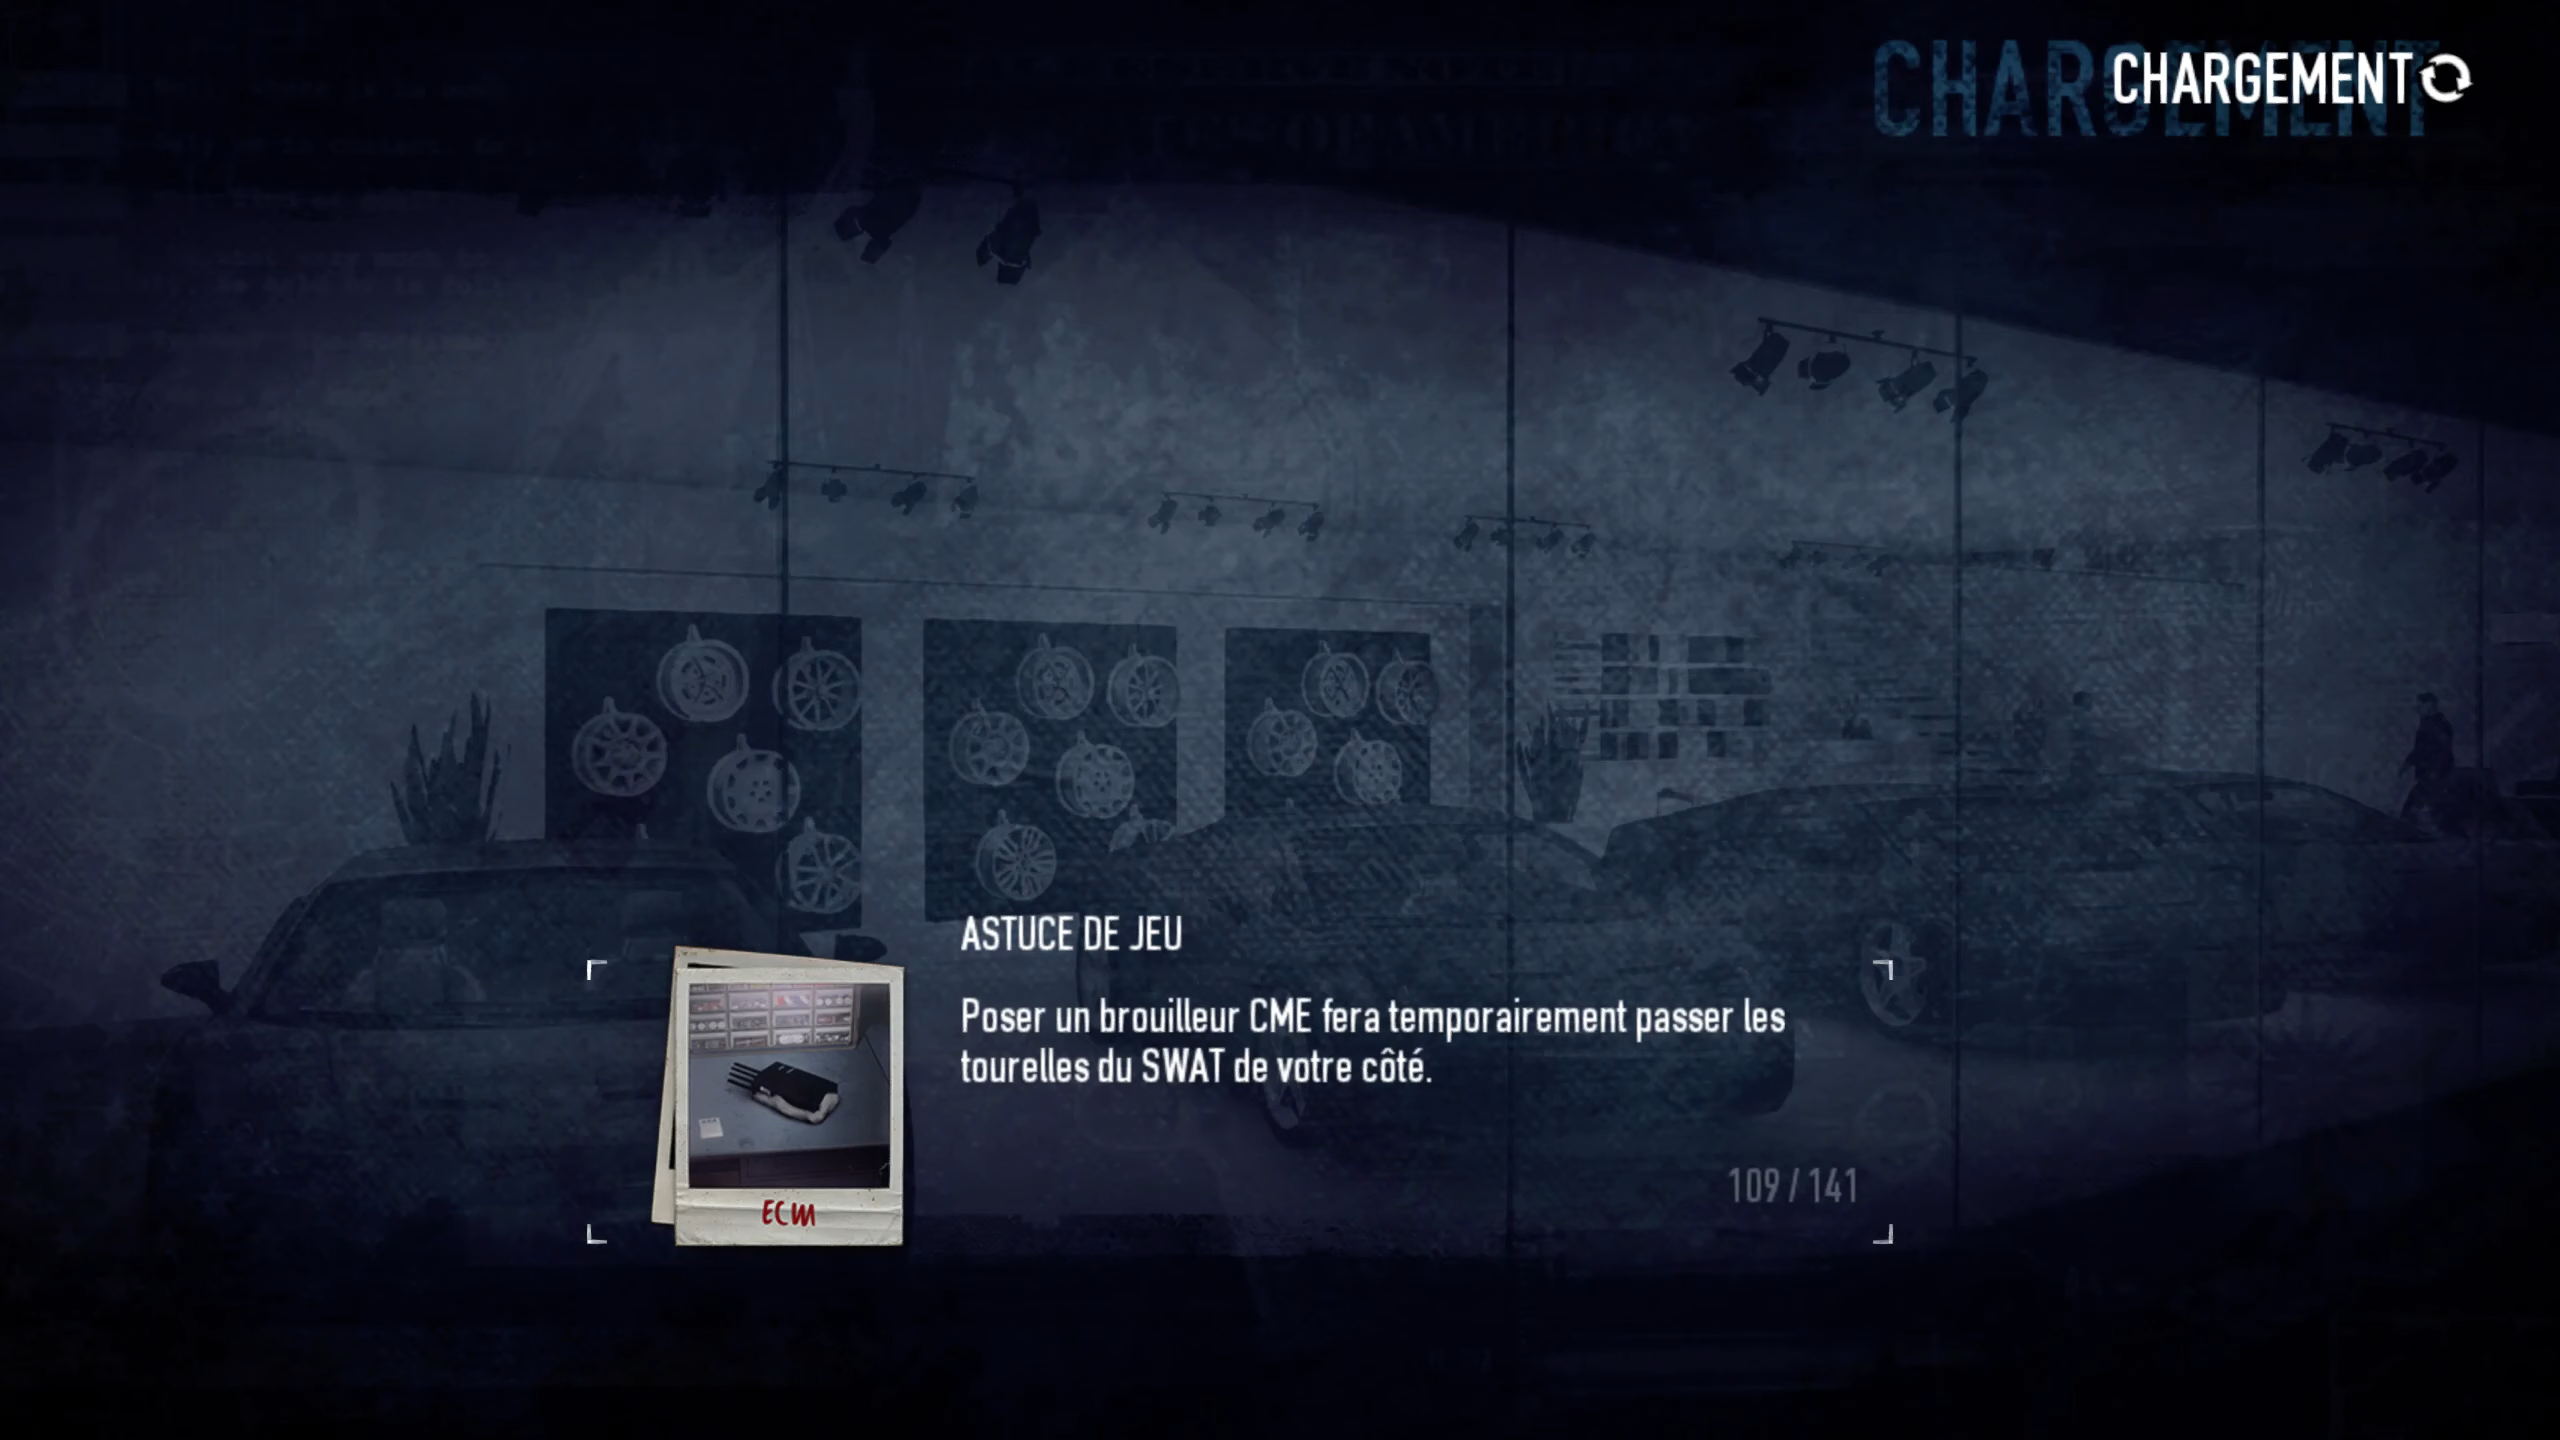 CHARGEMENT
CHARGEMENT
ASTUCE DE JEU
Poser un brouilleur CME fera temporairement passer les
tourelles du SWAT de votre côté.
ECM
109 / 141